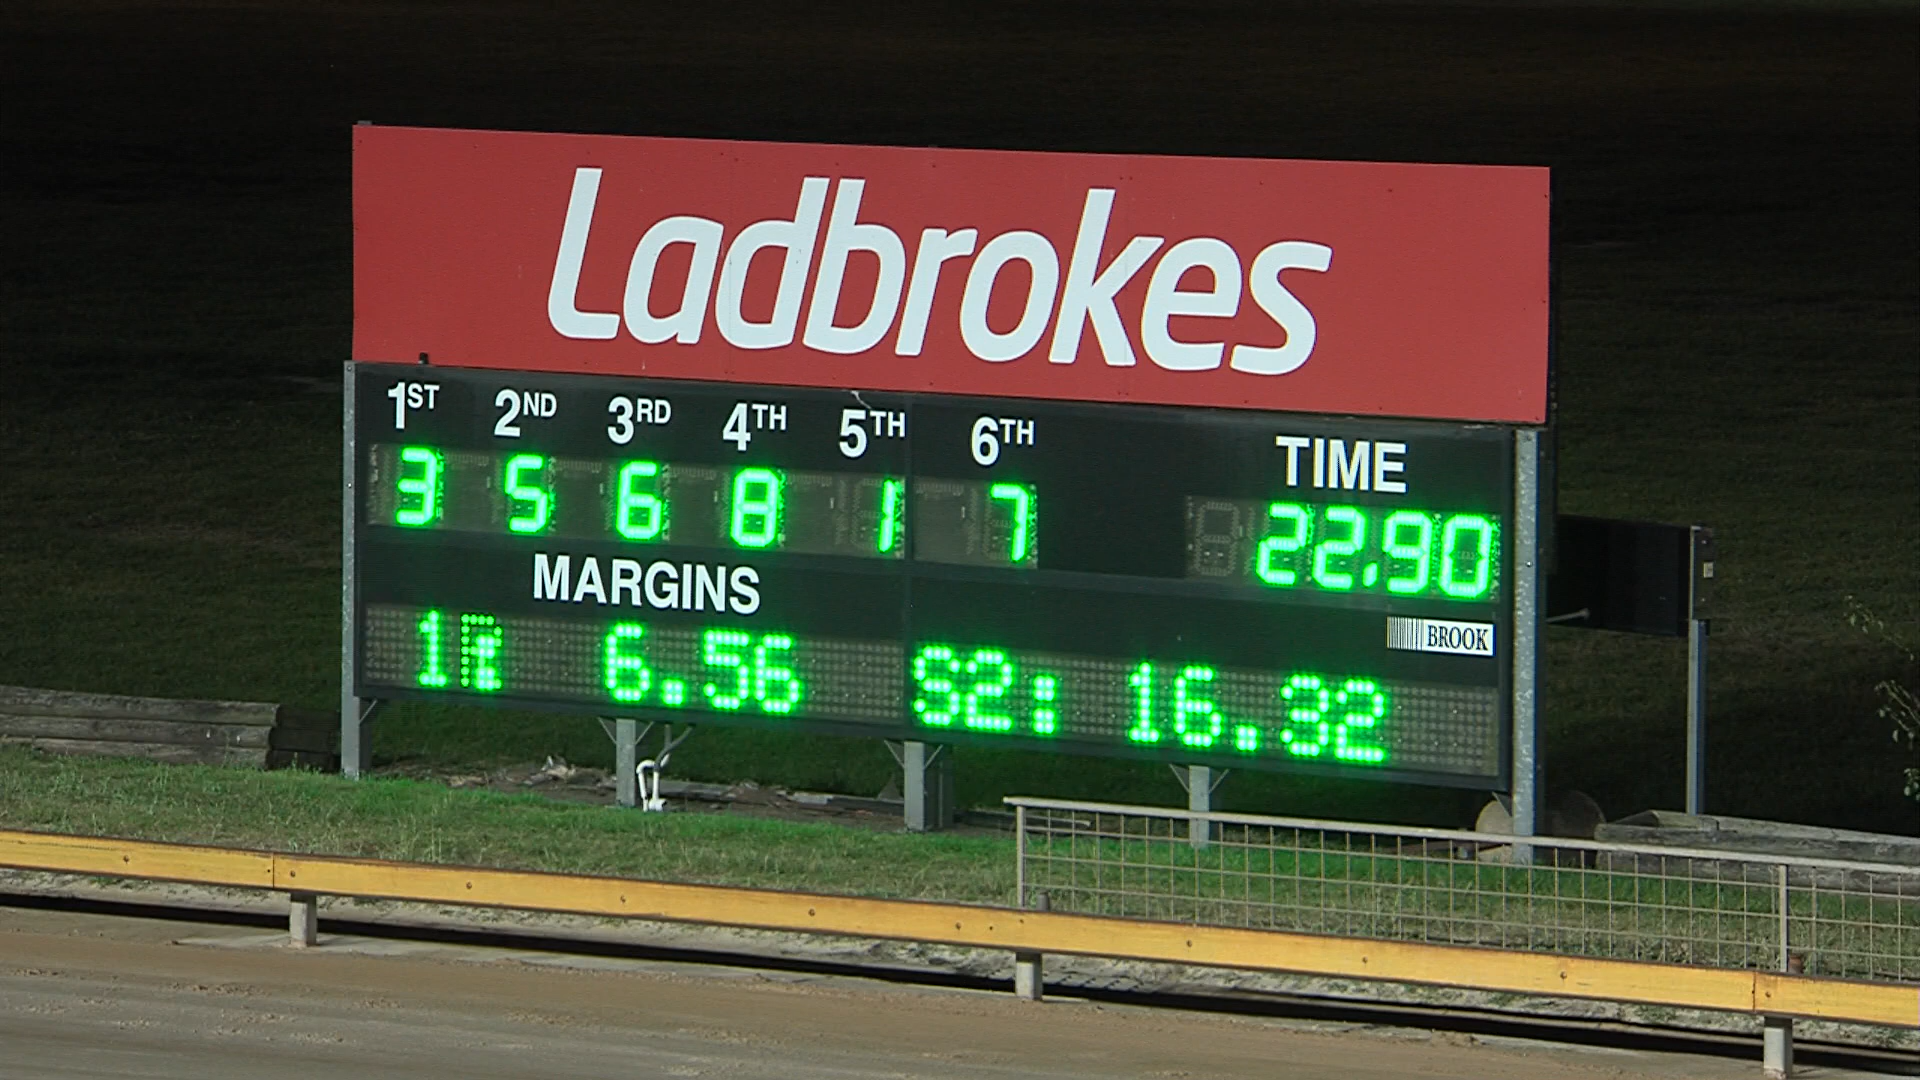 Ladbrokes
1ST 2ND 3RD 4TH 5TH 6TH TIME
3 5 6 8 1 7 22.90
MARGINS
BROOK
6.56 S2: 16.32